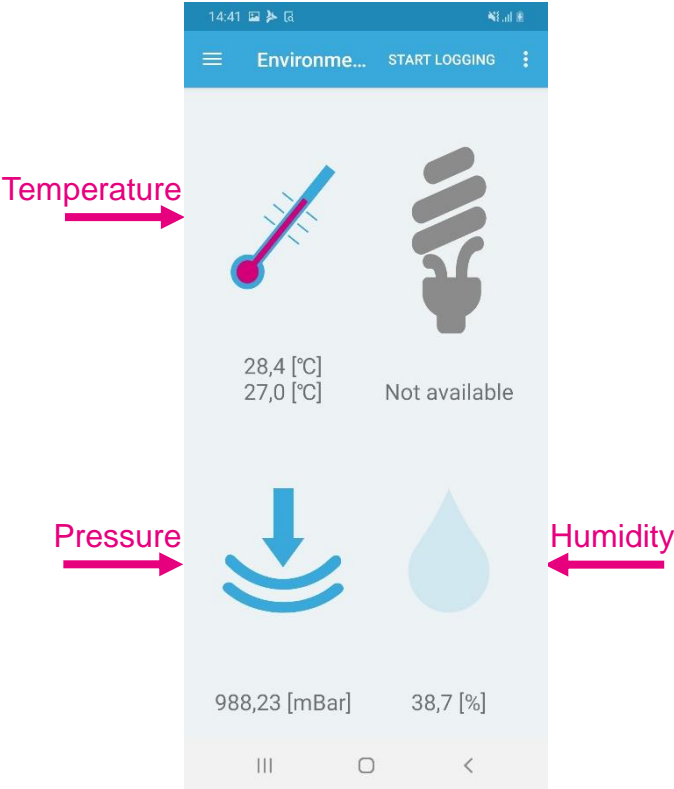 14:41
Environme... START LOGGING
Temperature
28,4 [°C]
27,0 [°C]
Not available
Pressure
Humidity
988,23 [mBar]
38,7 [%]